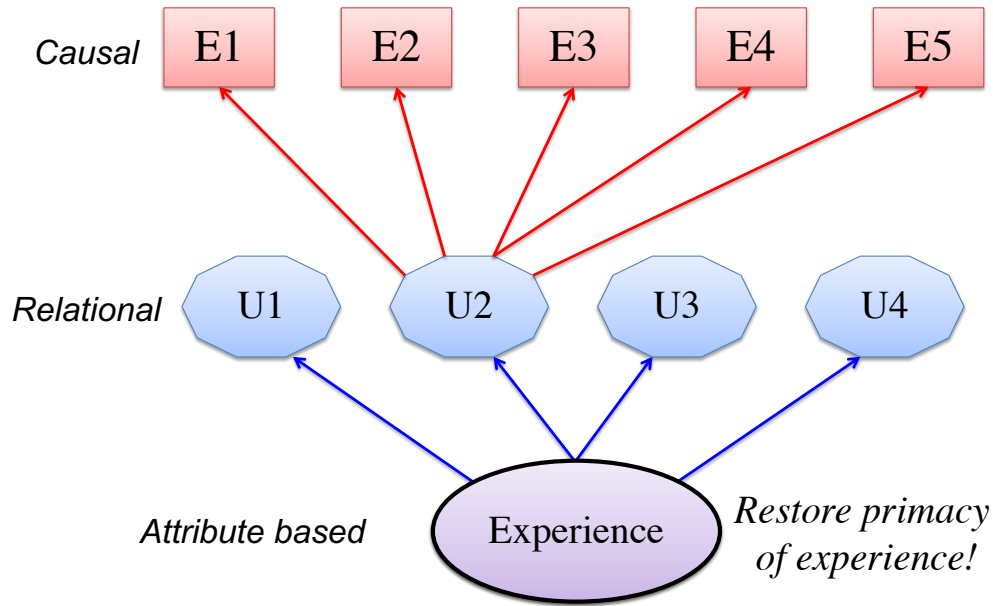 Causal
E1
E2
E3
E4
E5
Relational
U1
U2
U3
U4
Attribute based
Experience
Restore primacy
of experience!